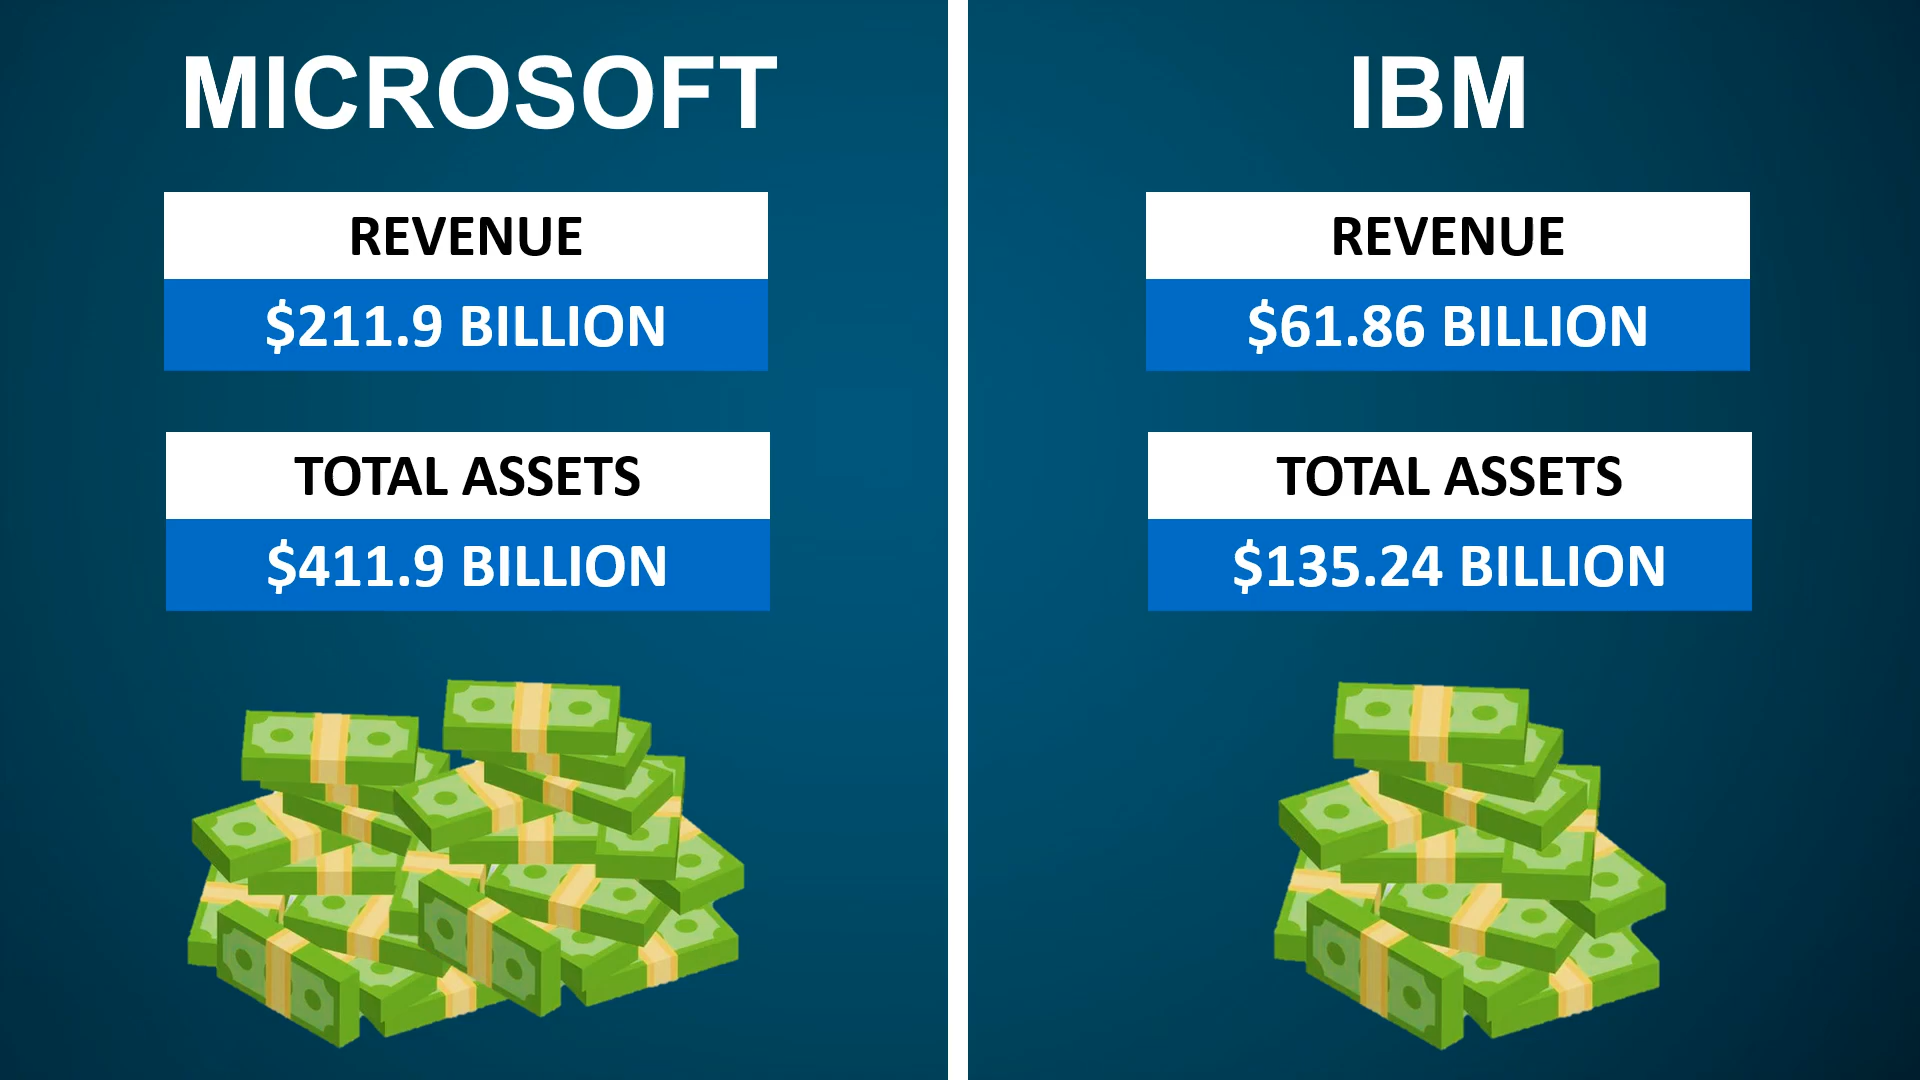 MICROSOFT
REVENUE
$211.9 BILLION
TOTAL ASSETS
$411.9 BILLION
IBM
REVENUE
$61.86 BILLION
TOTAL ASSETS
$135.24 BILLION